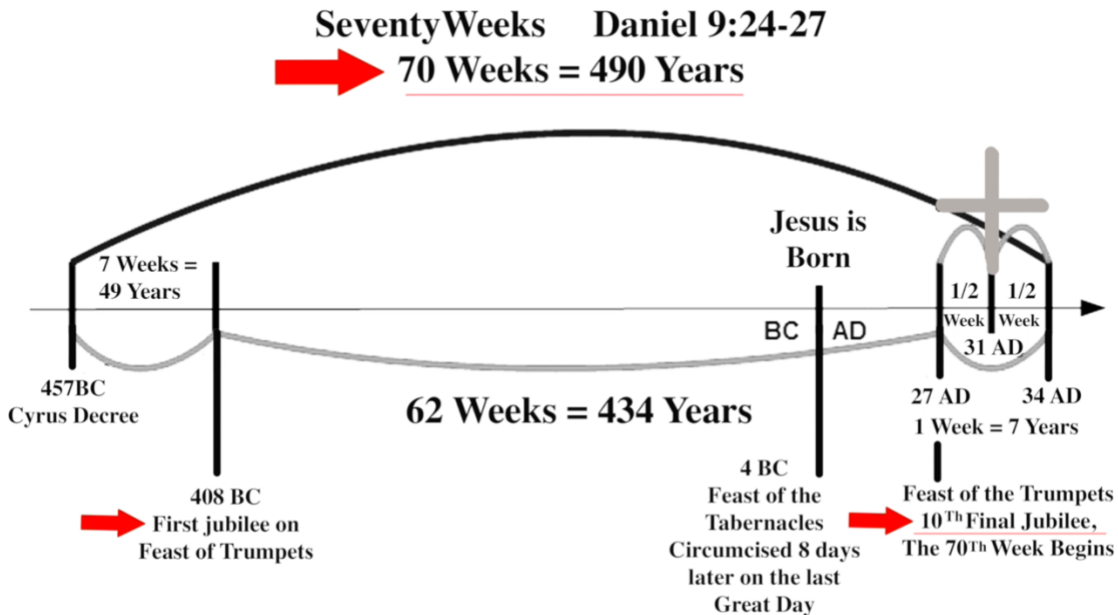 SeventyWeeks Daniel 9:24-27
70 Weeks = 490 Years
7 Weeks =
49 Years
Jesus is
Born
1/2
Week
1/2
Week
BC AD
31 AD
457BC
Cyrus Decree
62 Weeks = 434 Years
27 AD
34 AD
1 Week = 7 Years
408 BC
First jubilee on
Feast of Trumpets
4 BC
Feast of the
Tabernacles
Circumcised 8 days
later on the last
Great Day
Feast of the Trumpets
10Th Final Jubilee,
The 70Th Week Begins